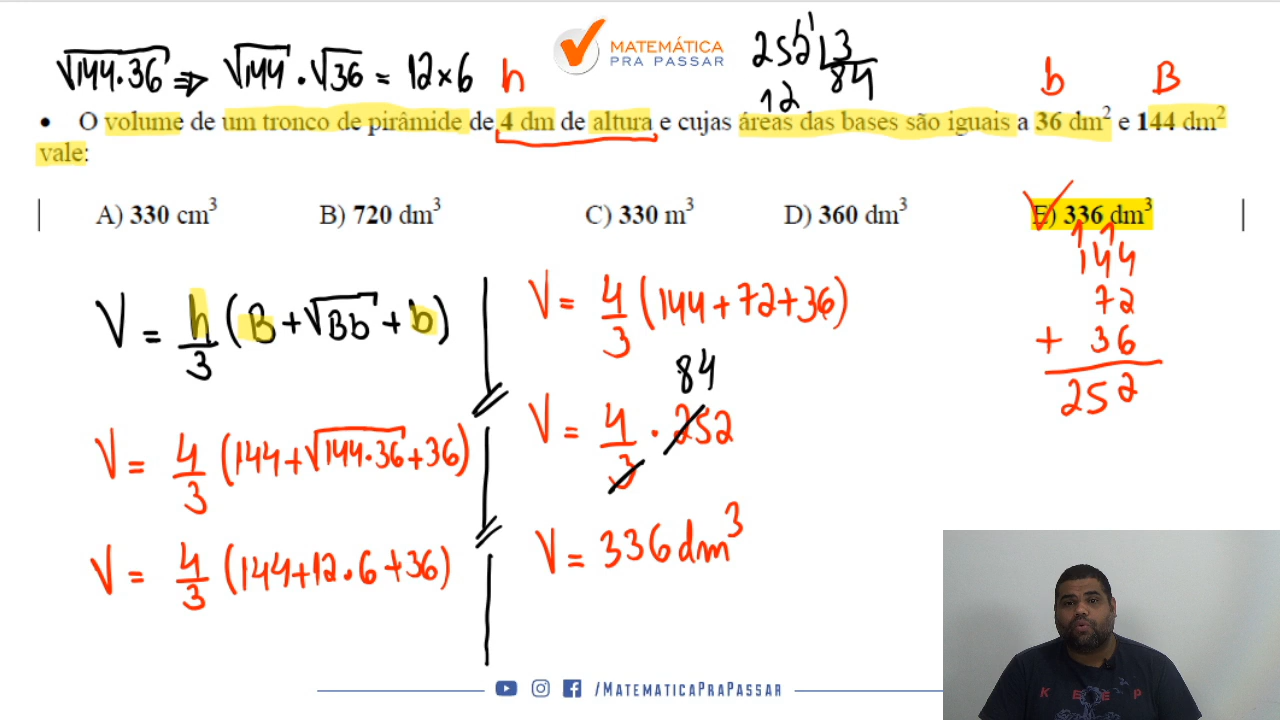 √144·36 ⇒ √144 · √36 = 12×6
h
MATEMÁTICA
PRA PASSAR
252 3
12 84
b B
• O volume de um tronco de pirâmide de 4 dm de altura e cujas áreas das bases são iguais a 36 dm² e 144 dm²
vale:
A) 330 cm³ B) 720 dm³ C) 330 m³ D) 360 dm³ E) 336 dm³
V = h/3 (B + √Bb + b)
V = 4/3 (144 + √144·36 + 36)
V = 4/3 (144 + 12·6 + 36)
V = 4/3 (144 + 72 + 36)
84
V = 4/3 · 252
V = 336 dm³
1 1
144
72
+ 36
252
K E E P
/MATEMATICAPRAPASSAR